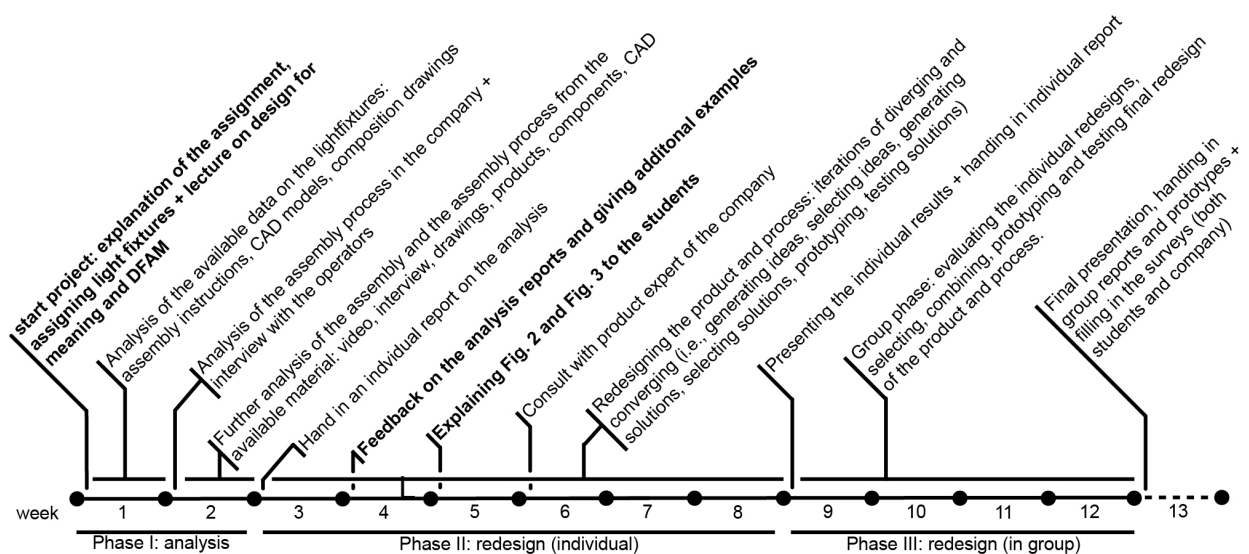 start project: explanation of the assignment,
assigning light fixtures + lecture on design for
meaning and DFAM
Analysis of the available data on the lightfixtures:
assembly instructions, CAD models, composition drawings
Analysis of the assembly process in the company +
interview with the operators
Further analysis of the assembly and the assembly process from the
available material: video, interview, drawings, products, components, CAD
Hand in an individual report on the analysis
Feedback on the analysis reports and giving additonal examples
Explaining Fig. 2 and Fig. 3 to the students
Consult with product expert of the company
Redesigning the product and process: iterations of diverging and
converging (i.e., generating ideas, selecting ideas, generating
solutions, selecting solutions, prototyping, testing solutions)
Presenting the individual results + handing in individual report
Group phase: evaluating the individual redesigns,
selecting, combining, prototyping and testing final redesign
of the product and process.
Final presentation, handing in
group reports and prototypes +
filling in the surveys (both
students and company)
week 1 2 3 4 5 6 7 8 9 10 11 12 13
Phase I: analysis Phase II: redesign (individual) Phase III: redesign (in group)